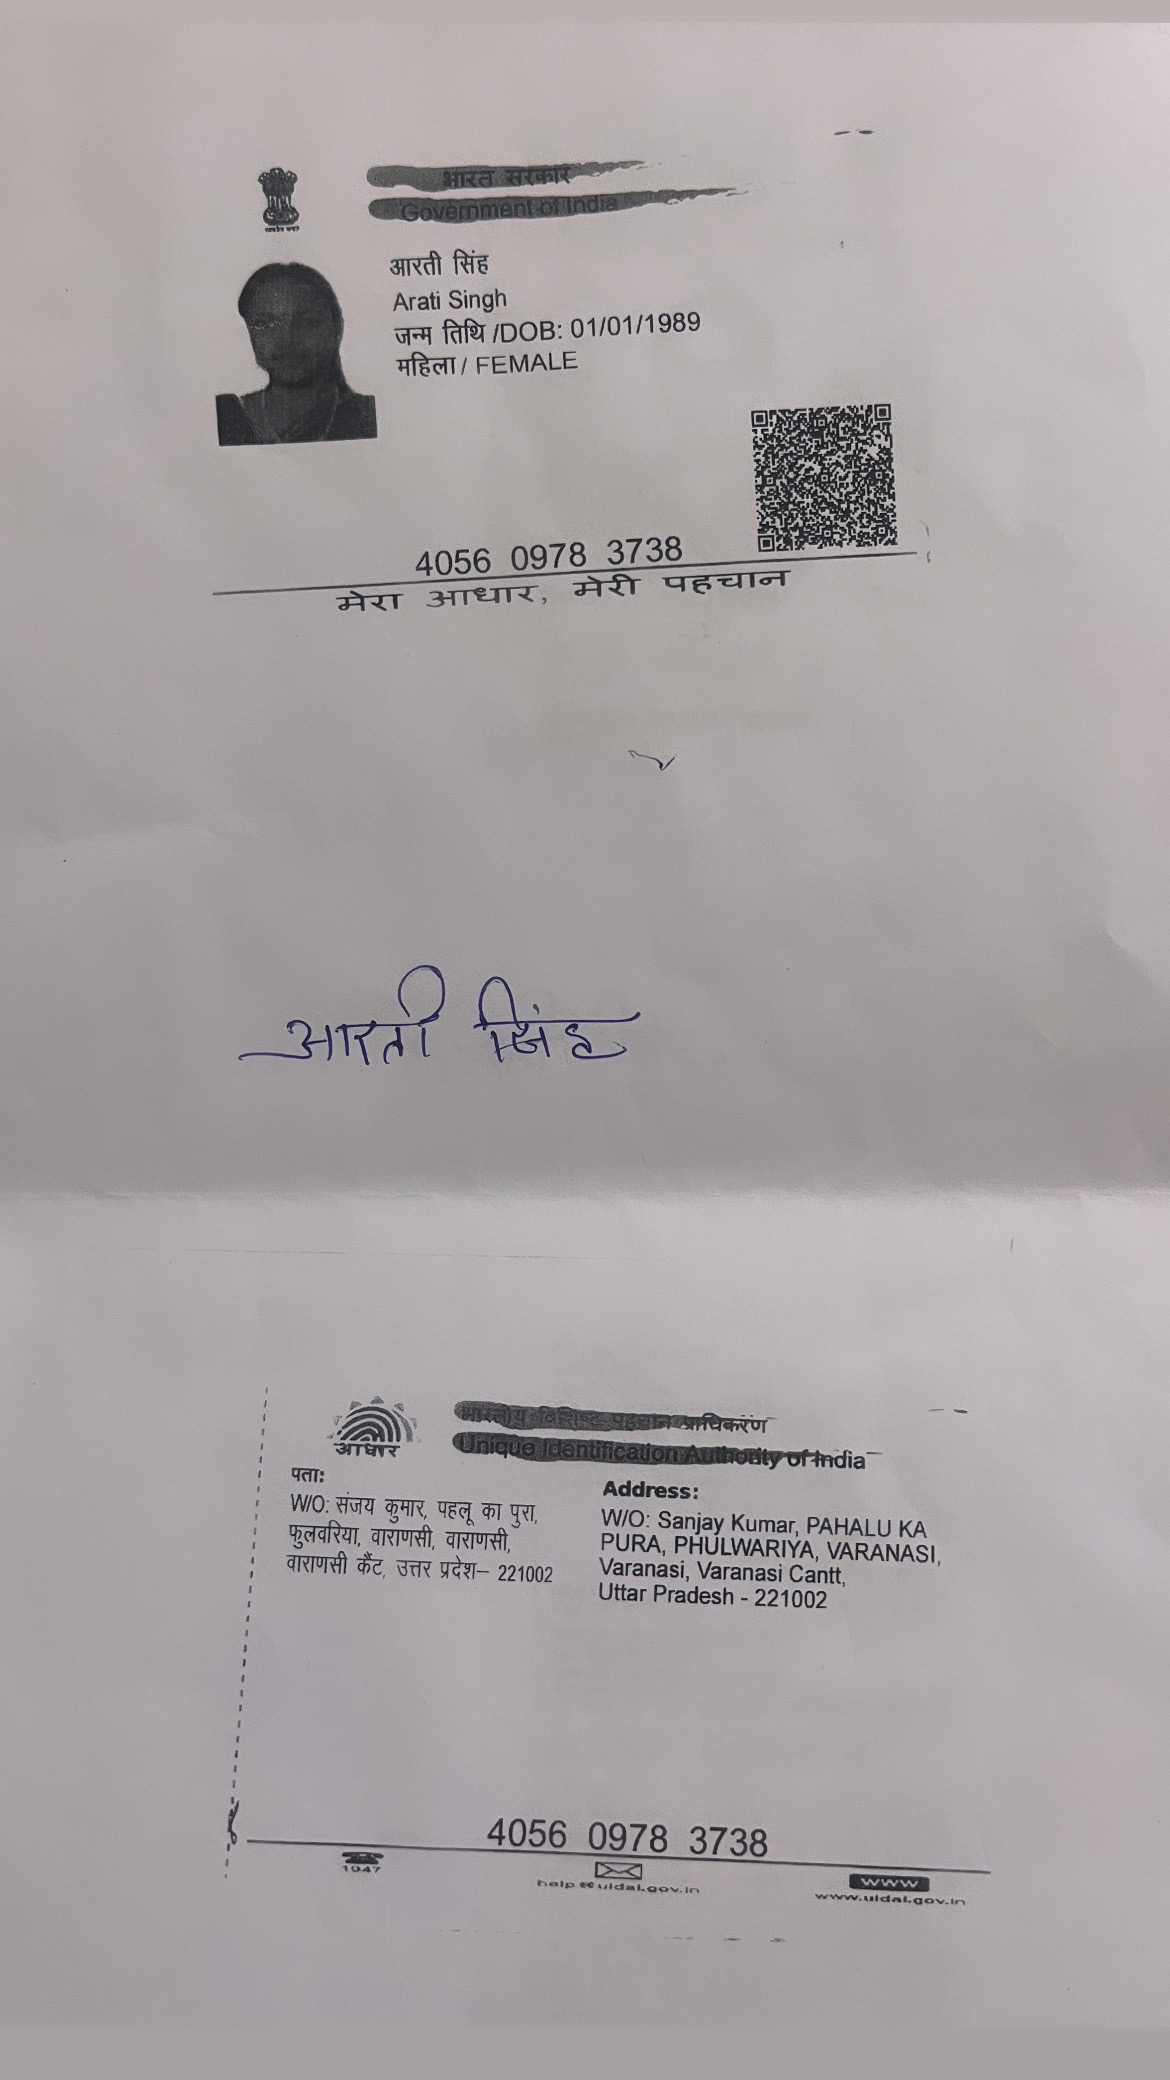 भारत सरकार
Government of India
आरती सिंह
Arati Singh
जन्म तिथि /DOB: 01/01/1989
महिला / FEMALE
4056 0978 3738
मेरा आधार, मेरी पहचान
आरती सिंह
आधार
भारतीय विशिष्ट पहचान प्राधिकरण
Unique Identification Authority of India
पता:
W/O: संजय कुमार, पहलू का पुरा,
फुलवरिया, वाराणसी, वाराणसी,
वाराणसी कैंट, उत्तर प्रदेश– 221002
Address:
W/O: Sanjay Kumar, PAHALU KA
PURA, PHULWARIYA, VARANASI,
Varanasi, Varanasi Cantt,
Uttar Pradesh - 221002
4056 0978 3738
1947
help@uidai.gov.in
www
www.uidai.gov.in